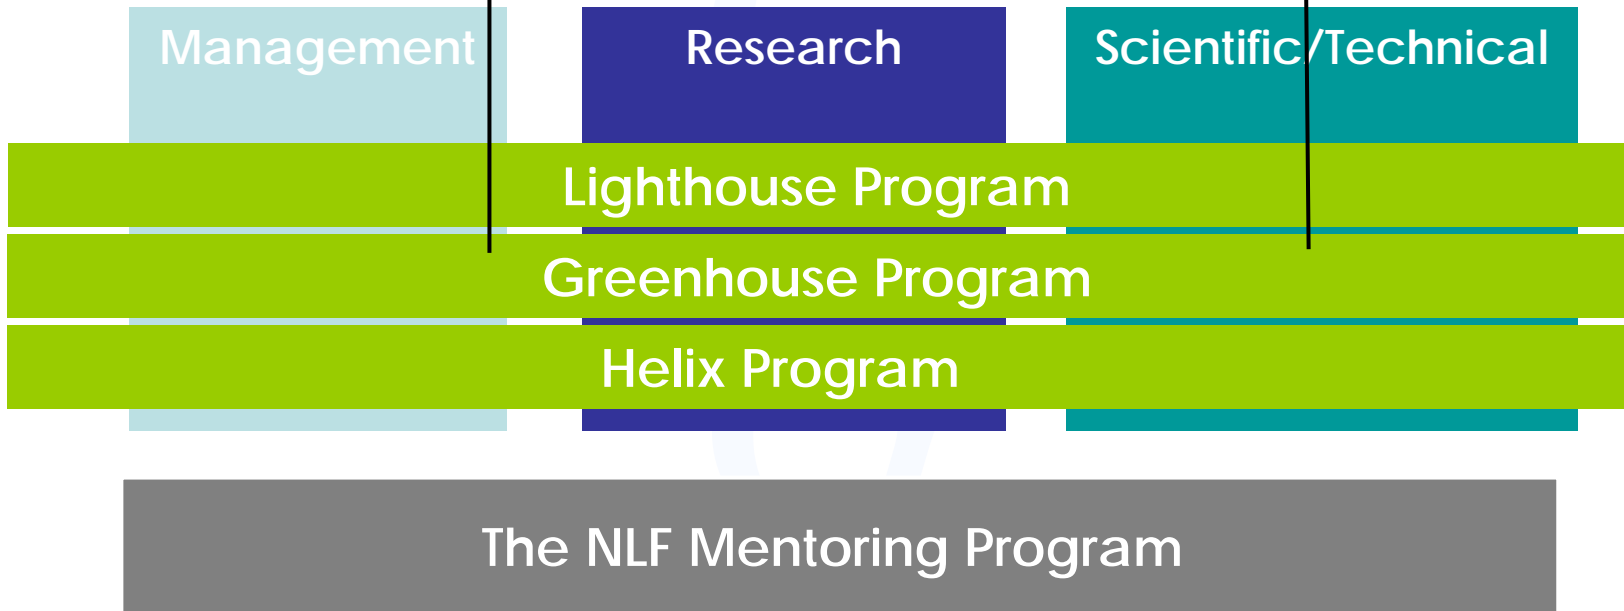 Management
Research
Scientific/Technical
Lighthouse Program
Greenhouse Program
Helix Program
The NLF Mentoring Program